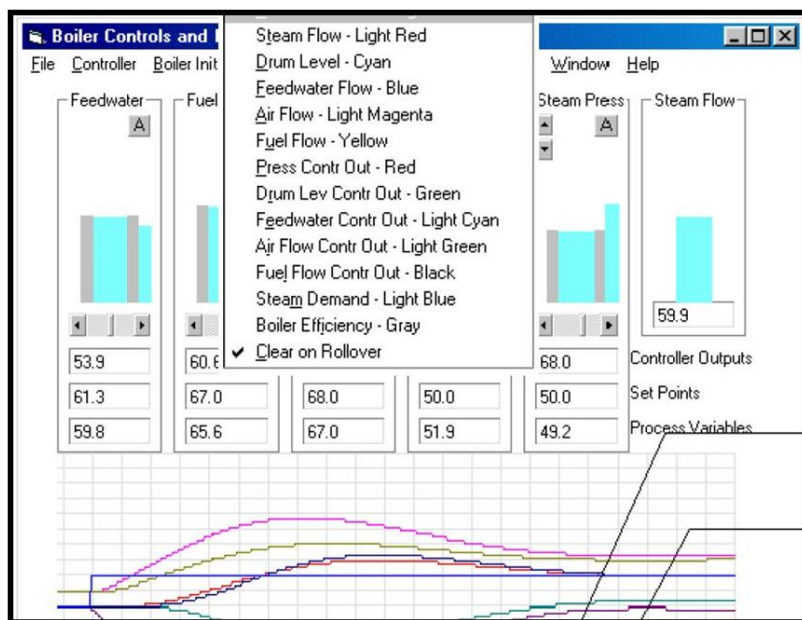 Boiler Controls and
File Controller Boiler Init
Window Help
Steam Flow - Light Red
Drum Level - Cyan
Feedwater Flow - Blue
Air Flow - Light Magenta
Fuel Flow - Yellow
Press Contr Out - Red
Drum Lev Contr Out - Green
Feedwater Contr Out - Light Cyan
Air Flow Contr Out - Light Green
Fuel Flow Contr Out - Black
Steam Demand - Light Blue
Boiler Efficiency - Gray
Clear on Rollover
Feedwater
A
Fuel
Steam Press
A
Steam Flow
59.9
53.9 60.6 68.0 Controller Outputs
61.3 67.0 68.0 50.0 50.0 Set Points
59.8 65.6 67.0 51.9 49.2 Process Variables